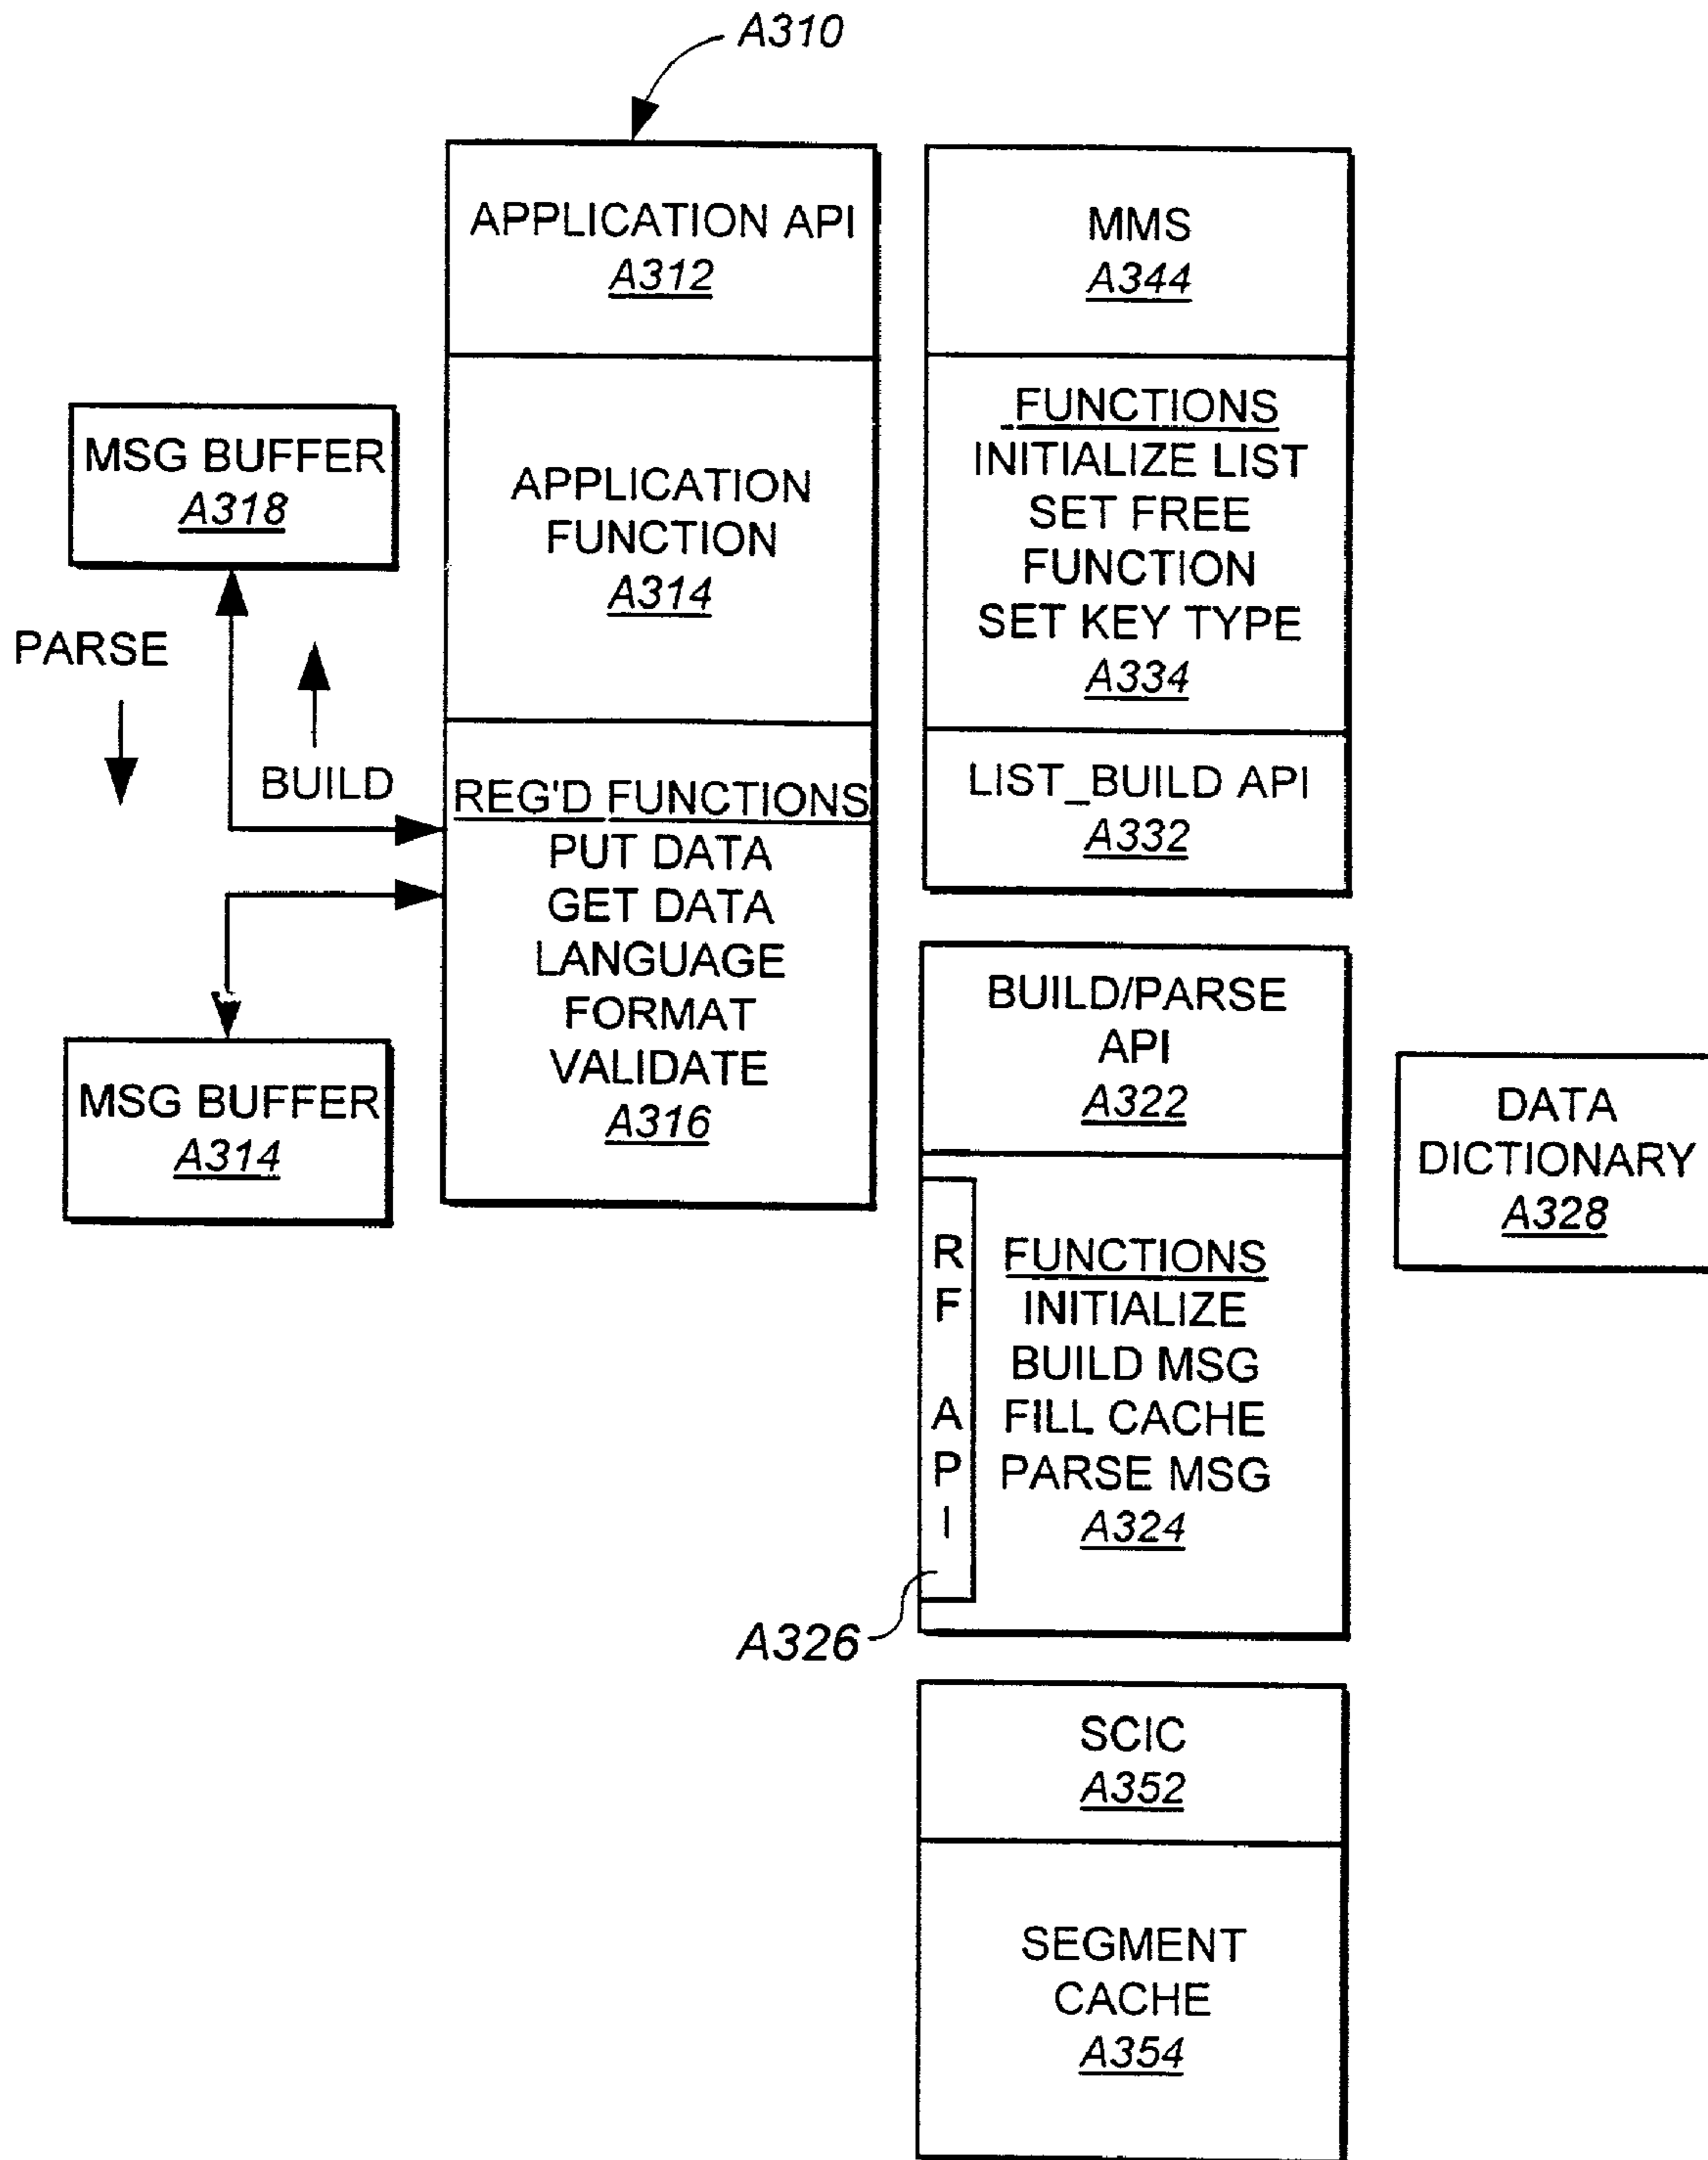 A310
APPLICATION API
A312
APPLICATION
FUNCTION
A314
REG'D FUNCTIONS
PUT DATA
GET DATA
LANGUAGE
FORMAT
VALIDATE
A316
MSG BUFFER
A318
PARSE
BUILD
MSG BUFFER
A314
MMS
A344
FUNCTIONS
INITIALIZE LIST
SET FREE
FUNCTION
SET KEY TYPE
A334
LIST_BUILD API
A332
BUILD/PARSE
API
A322
RF API
FUNCTIONS
INITIALIZE
BUILD MSG
FILL CACHE
PARSE MSG
A324
A326
DATA
DICTIONARY
A328
SCIC
A352
SEGMENT
CACHE
A354